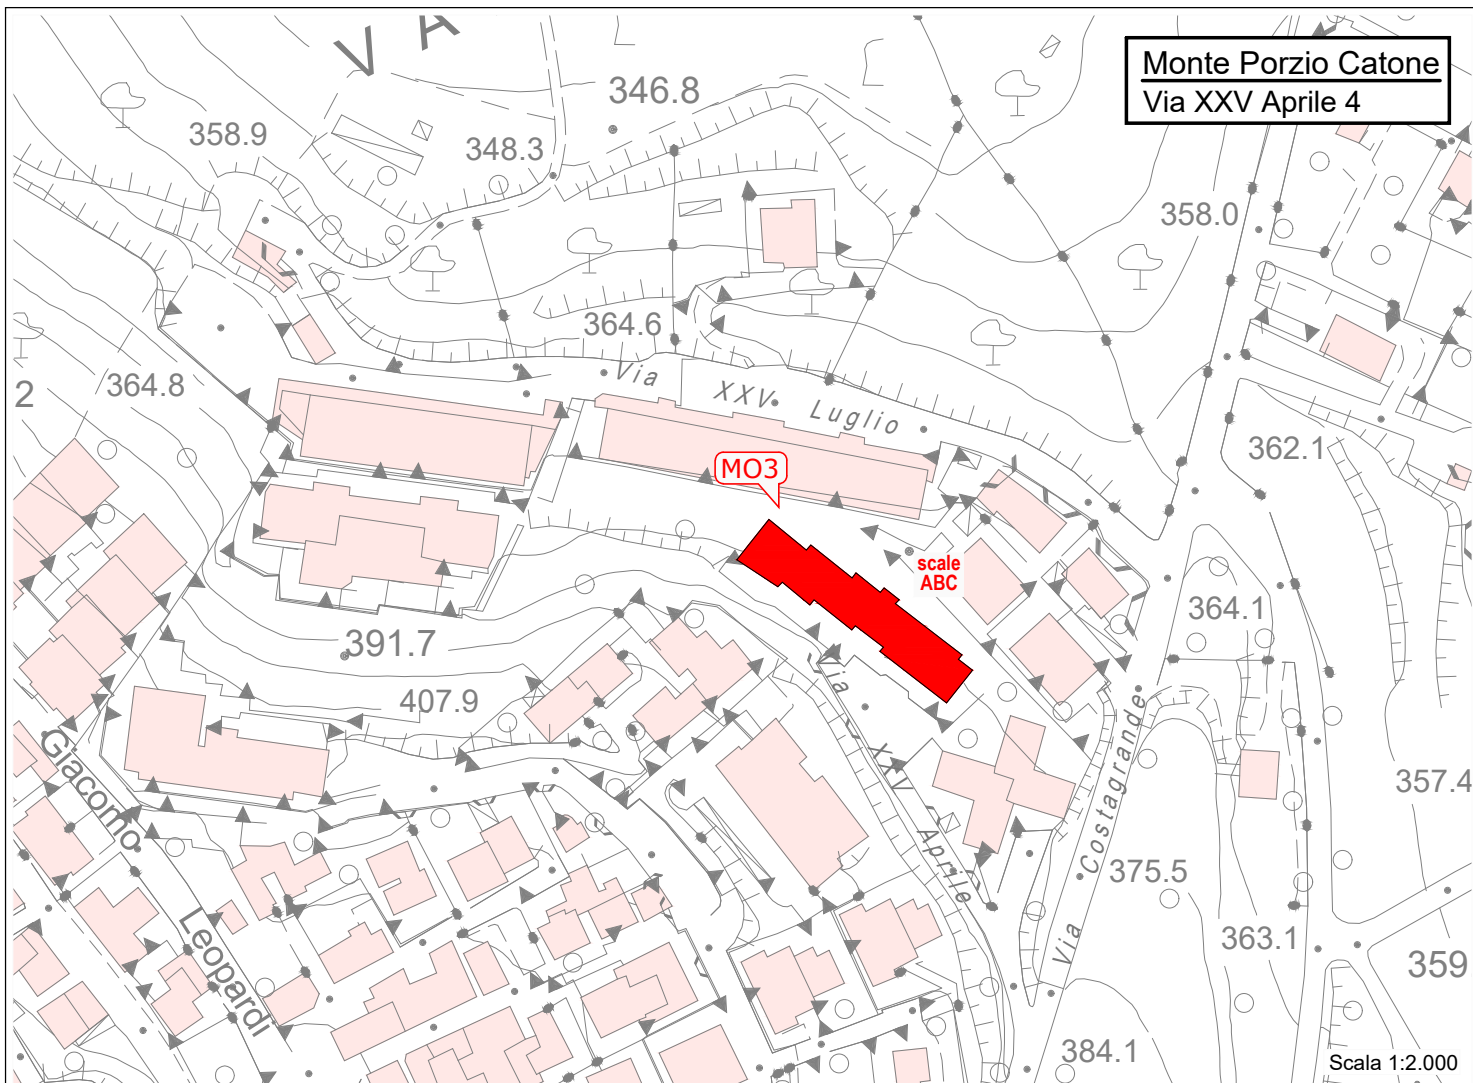 V A
Monte Porzio Catone
Via XXV Aprile 4
346.8
358.9
348.3
358.0
364.6
364.8
2
Via XXV Luglio
362.1
MO3
scale
ABC
364.1
391.7
407.9
Via XXV Aprile
Via Costagrande
357.4
Giacomo Leopardi
375.5
363.1
359
384.1
Scala 1:2.000